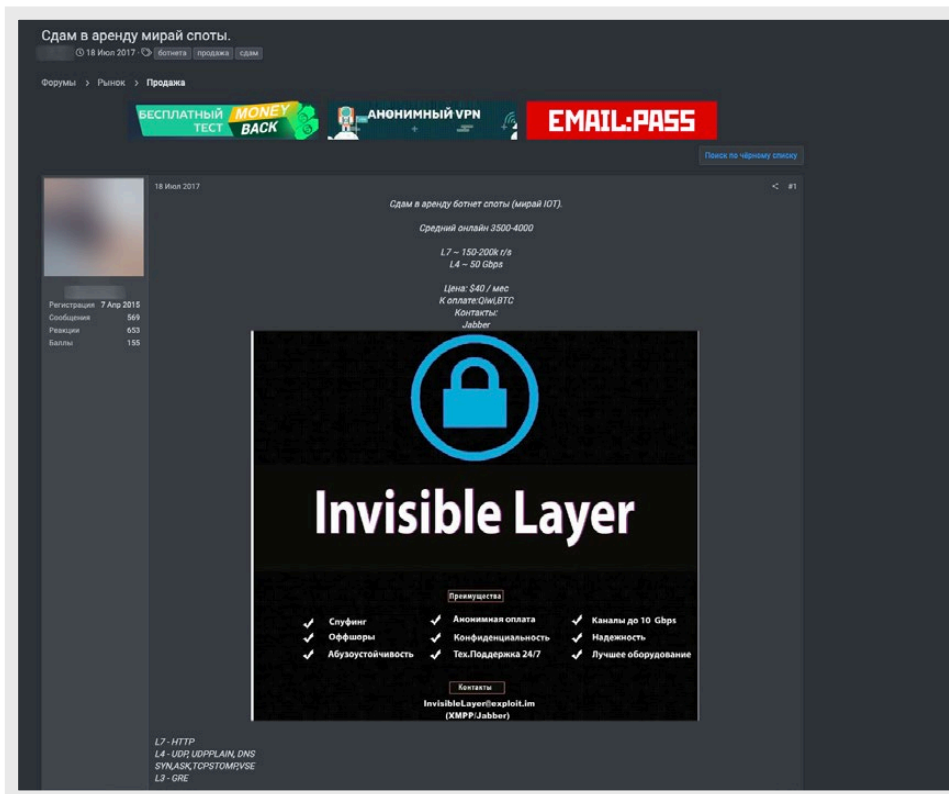 Сдам в аренду мирай споты.
18 Июл 2017 · ботнета продажа сдам
Форумы > Рынок > Продажа
БЕСПЛАТНЫЙ ТЕСТ MONEY BACK
АНОНИМНЫЙ VPN
EMAIL:PASS
Поиск по чёрному списку
18 Июл 2017
#1
Сдам в аренду ботнет споты (мирай IOT).
Средний онлайн 3500-4000
L7 ~ 150-200k r/s
L4 ~ 50 Gbps
Цена: $40 / мес
К оплате:Qiwi,BTC
Контакты:
Jabber
Регистрация 7 Апр 2015
Сообщения 569
Реакции 653
Баллы 155
Invisible Layer
Преимущества
Спуфинг Анонимная оплата Каналы до 10 Gbps
Оффшоры Конфиденциальность Надежность
Абузоустойчивость Тех.Поддержка 24/7 Лучшее оборудование
Контакты
InvisibleLayer@exploit.im
(XMPP/Jabber)
L7 - HTTP
L4 - UDP, UDPPLAIN, DNS
SYN,ASK,TCPSTOMP,VSE
L3 - GRE